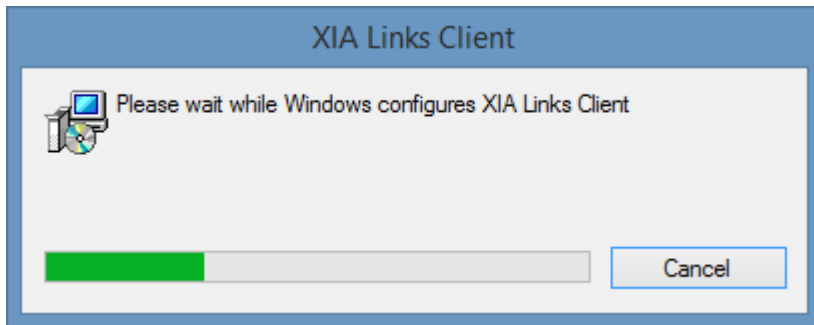 XIA Links Client
Please wait while Windows configures XIA Links Client
Cancel